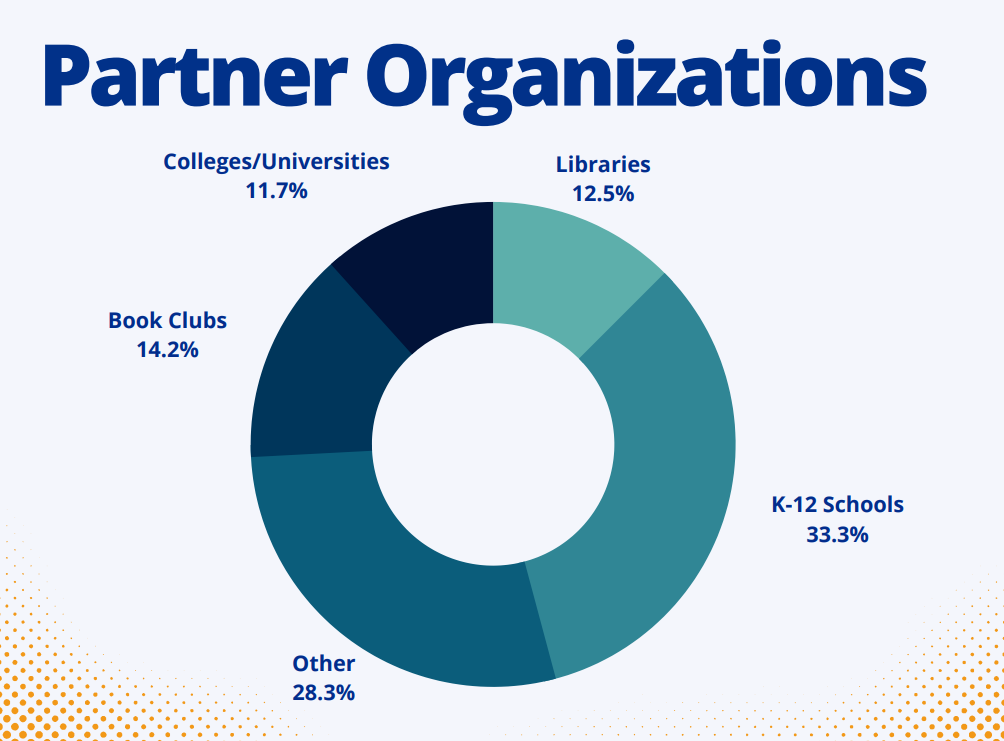 Partner Organizations
Colleges/Universities
11.7%
Libraries
12.5%
Book Clubs
14.2%
K-12 Schools
33.3%
Other
28.3%